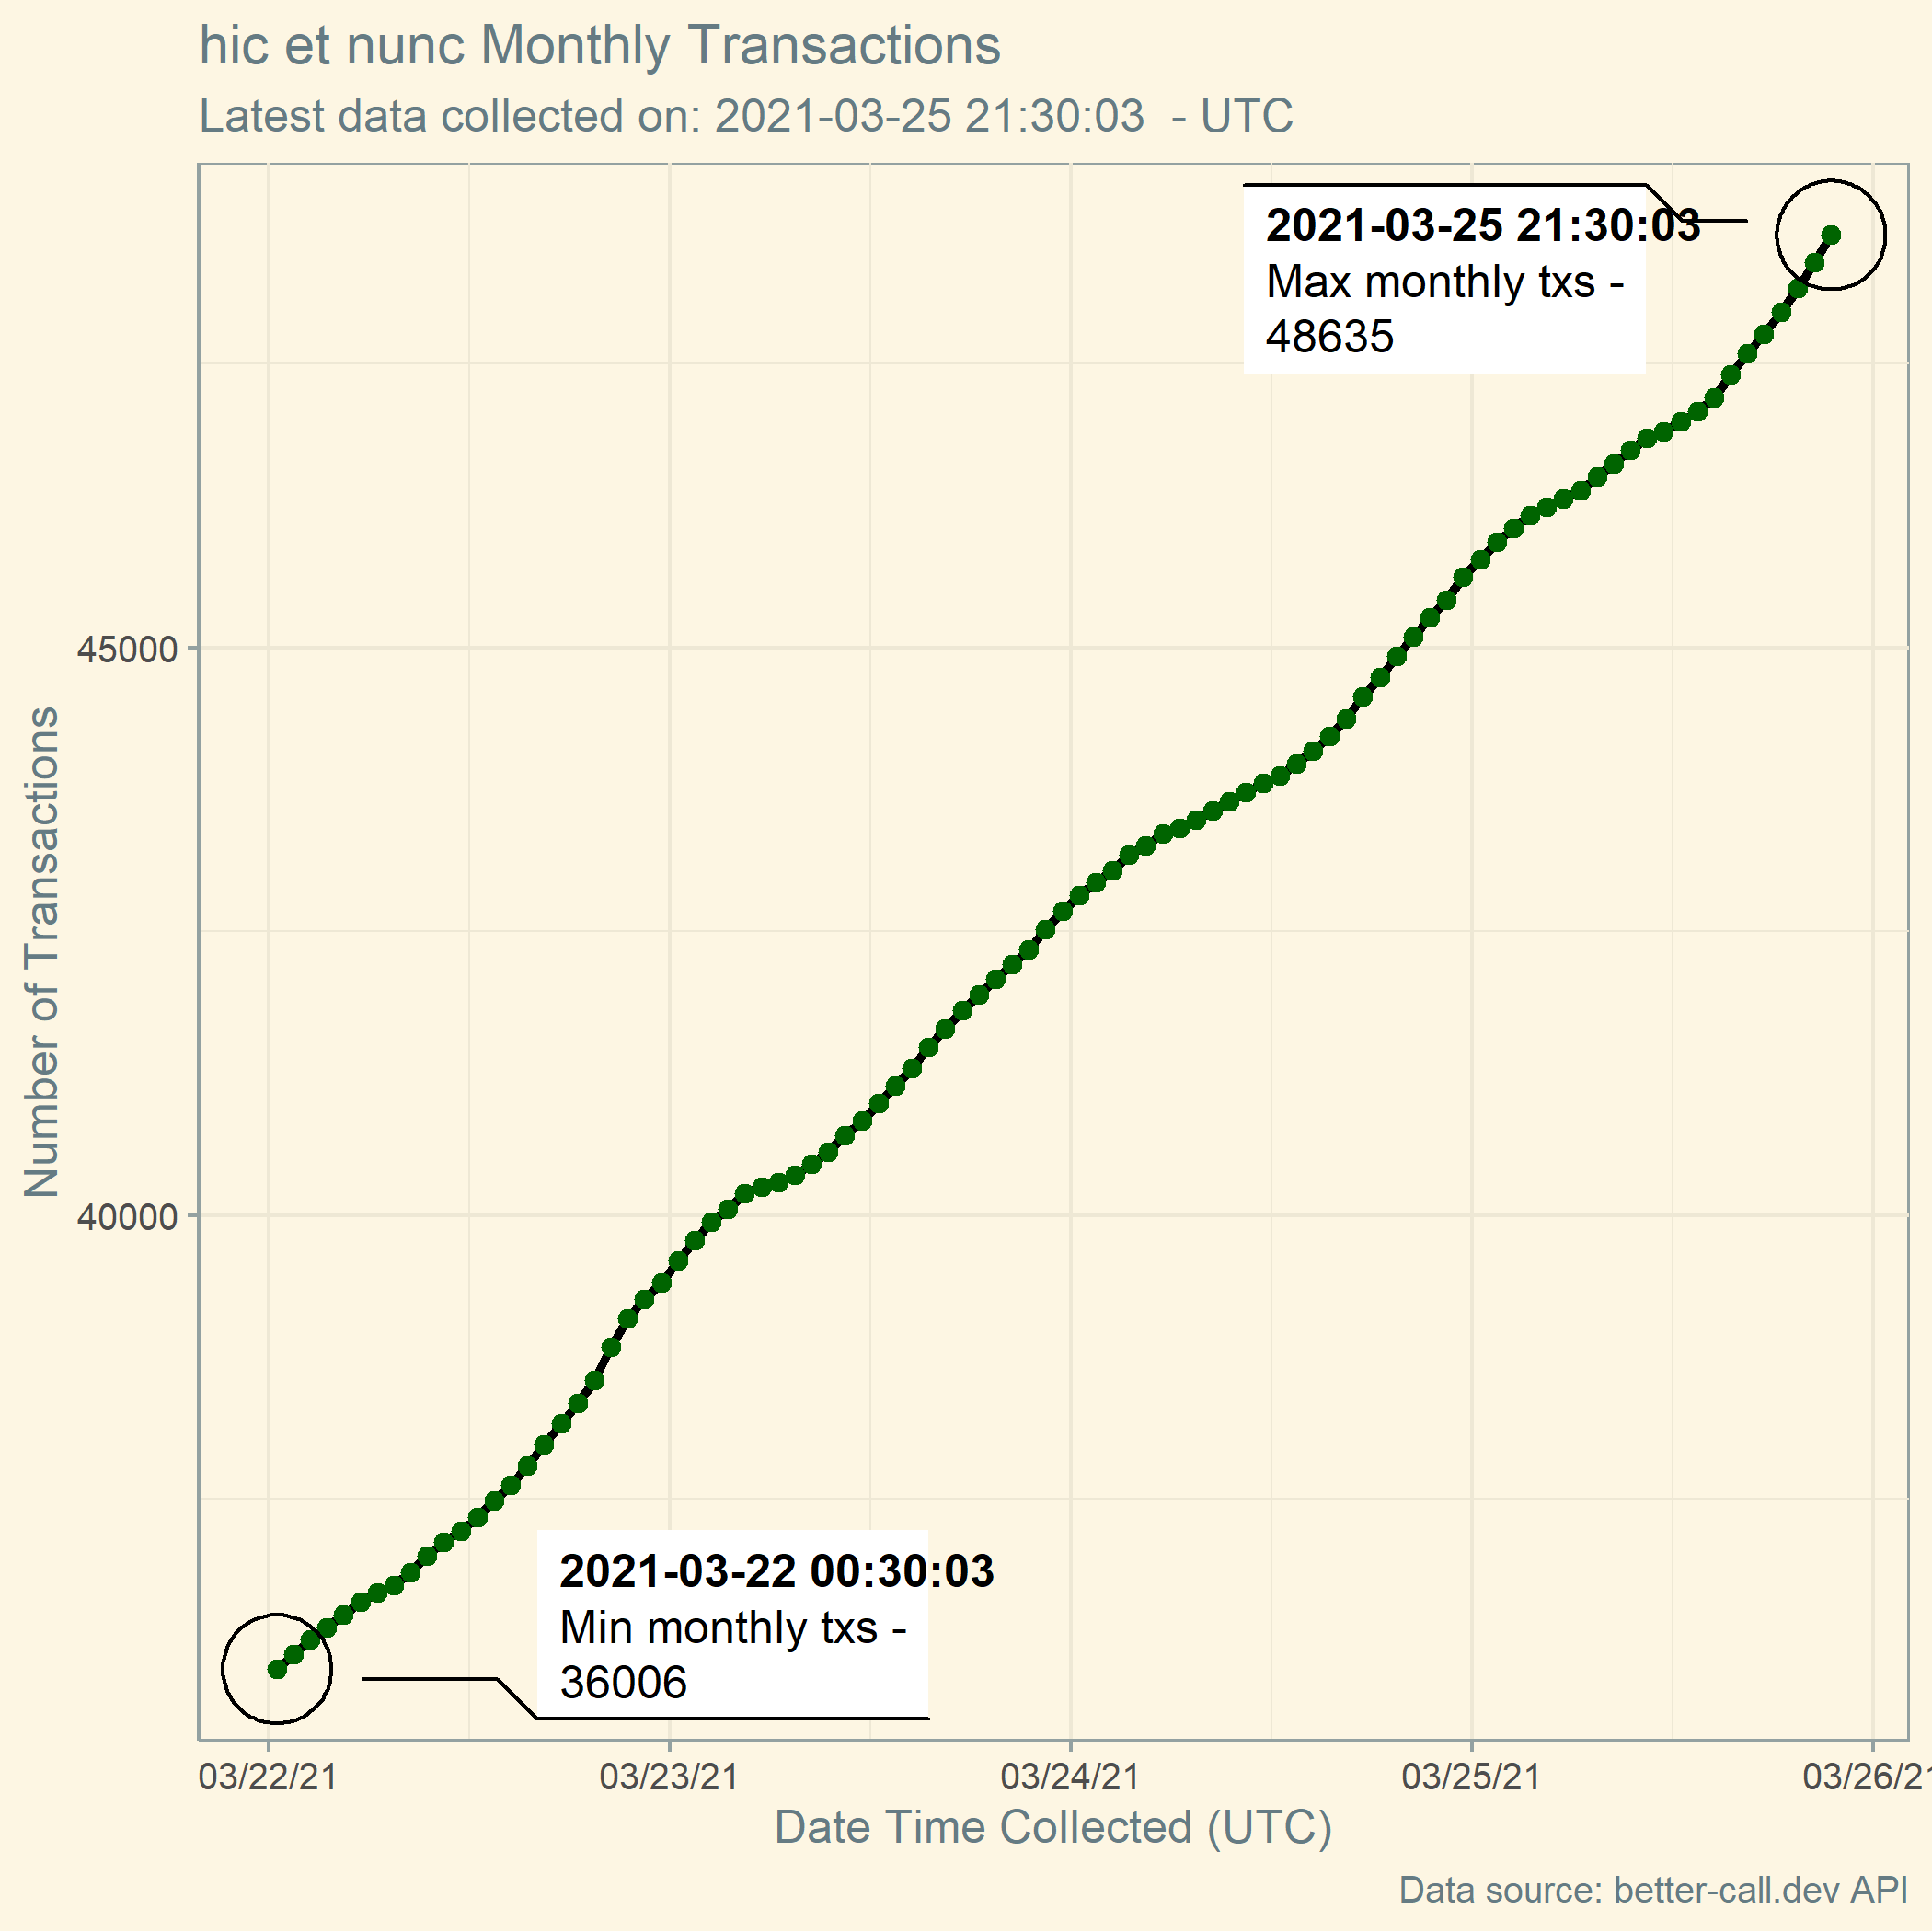 hic et nunc Monthly Transactions
Latest data collected on: 2021-03-25 21:30:03  - UTC
2021-03-25 21:30:03
Max monthly txs -
48635
45000
Number of Transactions
40000
2021-03-22 00:30:03
Min monthly txs -
36006
03/22/21 03/23/21 03/24/21 03/25/21 03/26/21
Date Time Collected (UTC)
Data source: better-call.dev API